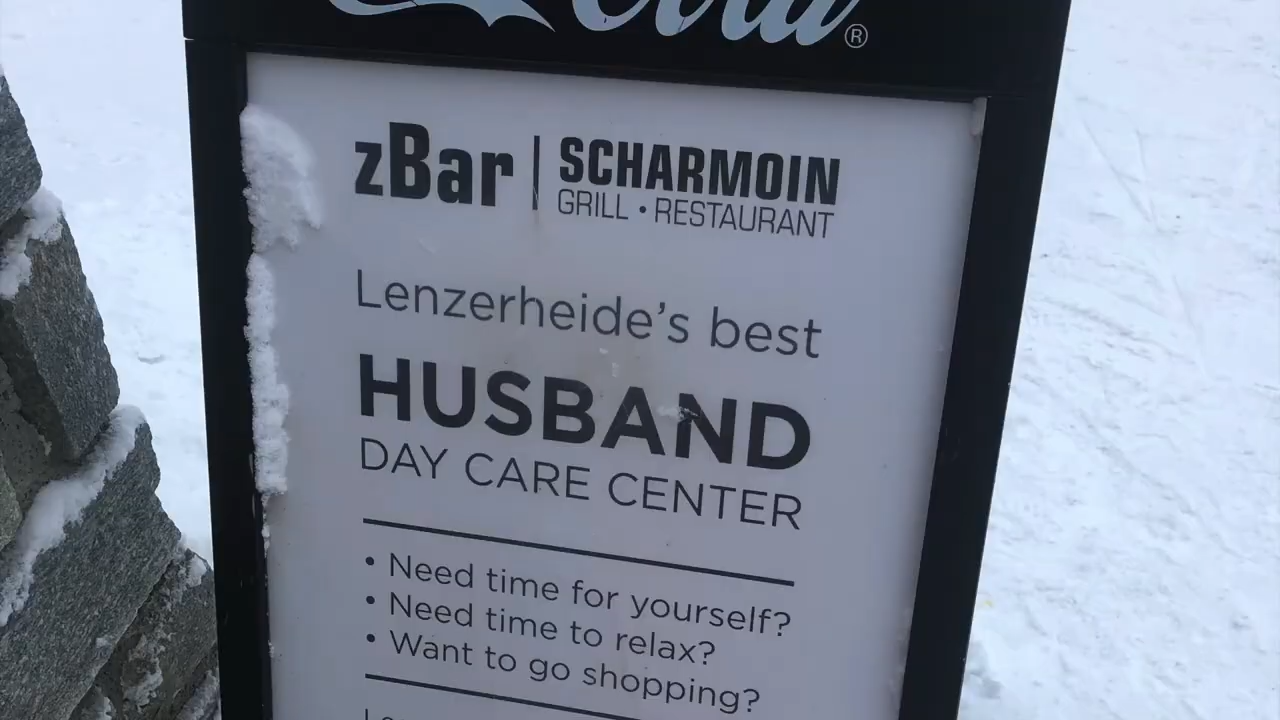 Cola®
zBar | SCHARMOIN
GRILL • RESTAURANT
Lenzerheide's best
HUSBAND
DAY CARE CENTER
• Need time for yourself?
• Need time to relax?
• Want to go shopping?